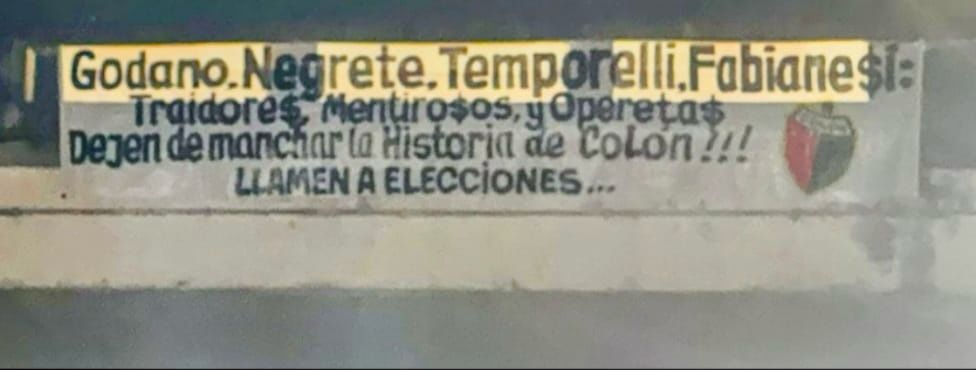 Godano.Negrete.Temporelli.Fabiane$i:
Traidore$, Mentiro$os, y Opereta$
Dejen de manchar la Historia de Colón !!!
LLAMEN A ELECCiONES...